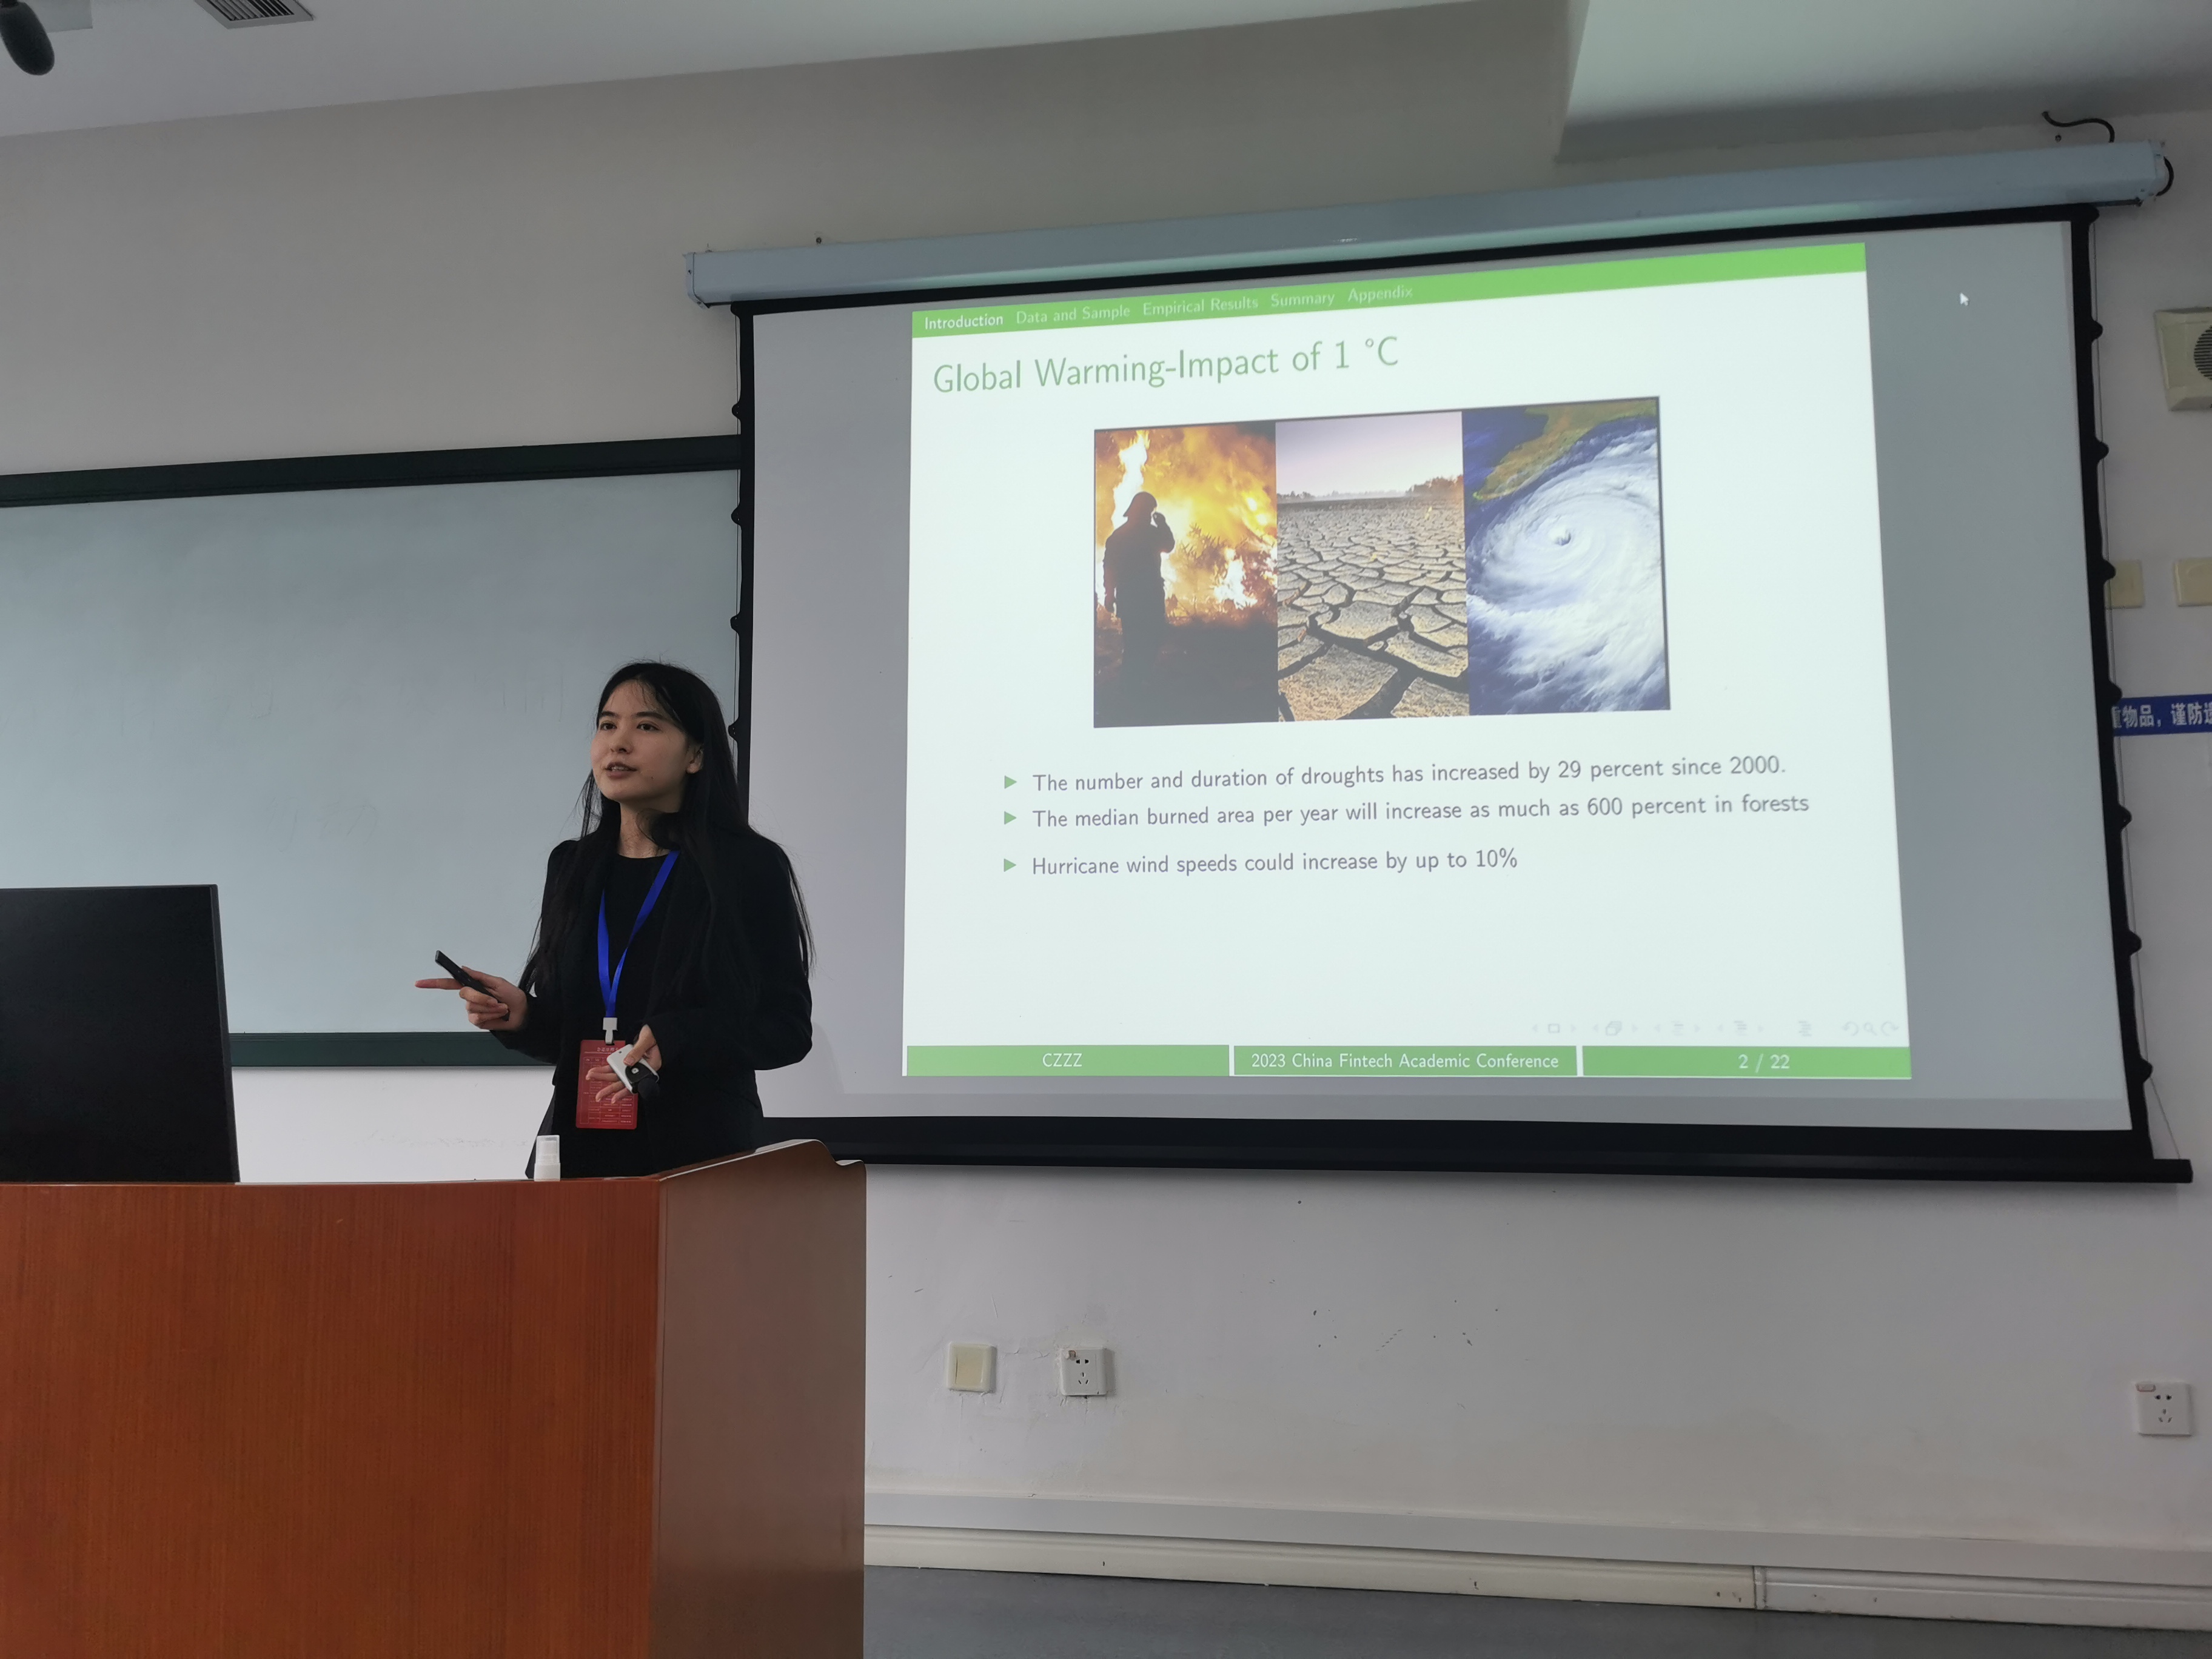 Introduction Data and Sample Empirical Results Summary Appendix
Global Warming-Impact of 1 °C
The number and duration of droughts has increased by 29 percent since 2000.
The median burned area per year will increase as much as 600 percent in forests
Hurricane wind speeds could increase by up to 10%
CZZZ 2023 China Fintech Academic Conference 2 / 22
物品，谨防